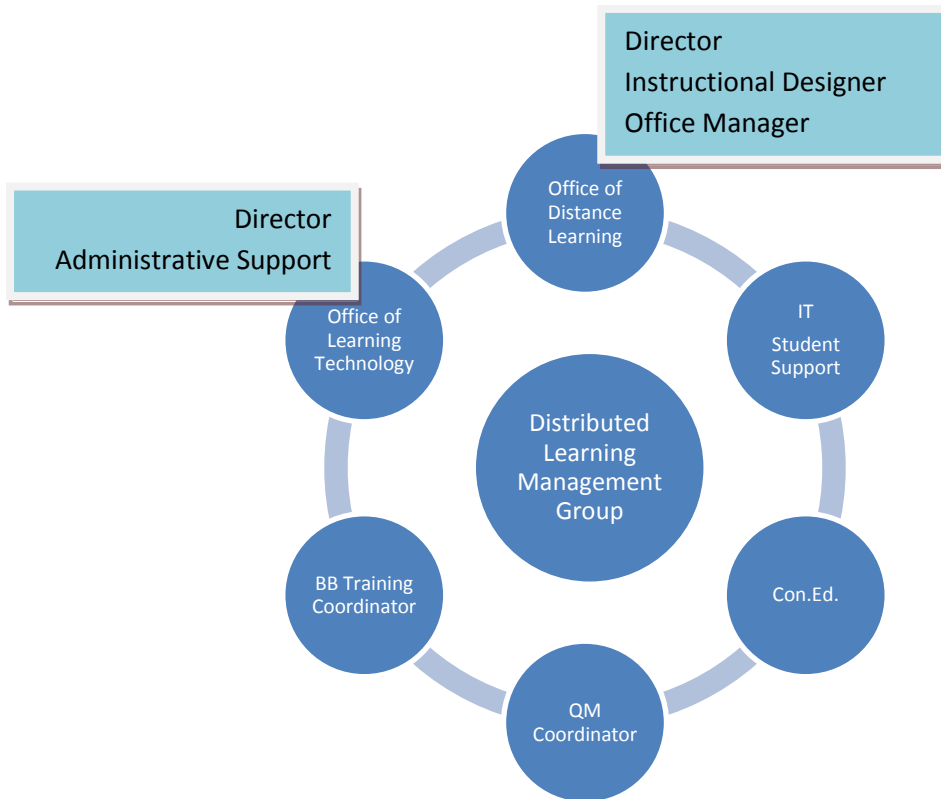 Director
Instructional Designer
Office Manager
Director
Administrative Support
Office of
Distance
Learning
Office of
Learning
Technology
IT
Student
Support
Distributed
Learning
Management
Group
BB Training
Coordinator
Con.Ed.
QM
Coordinator